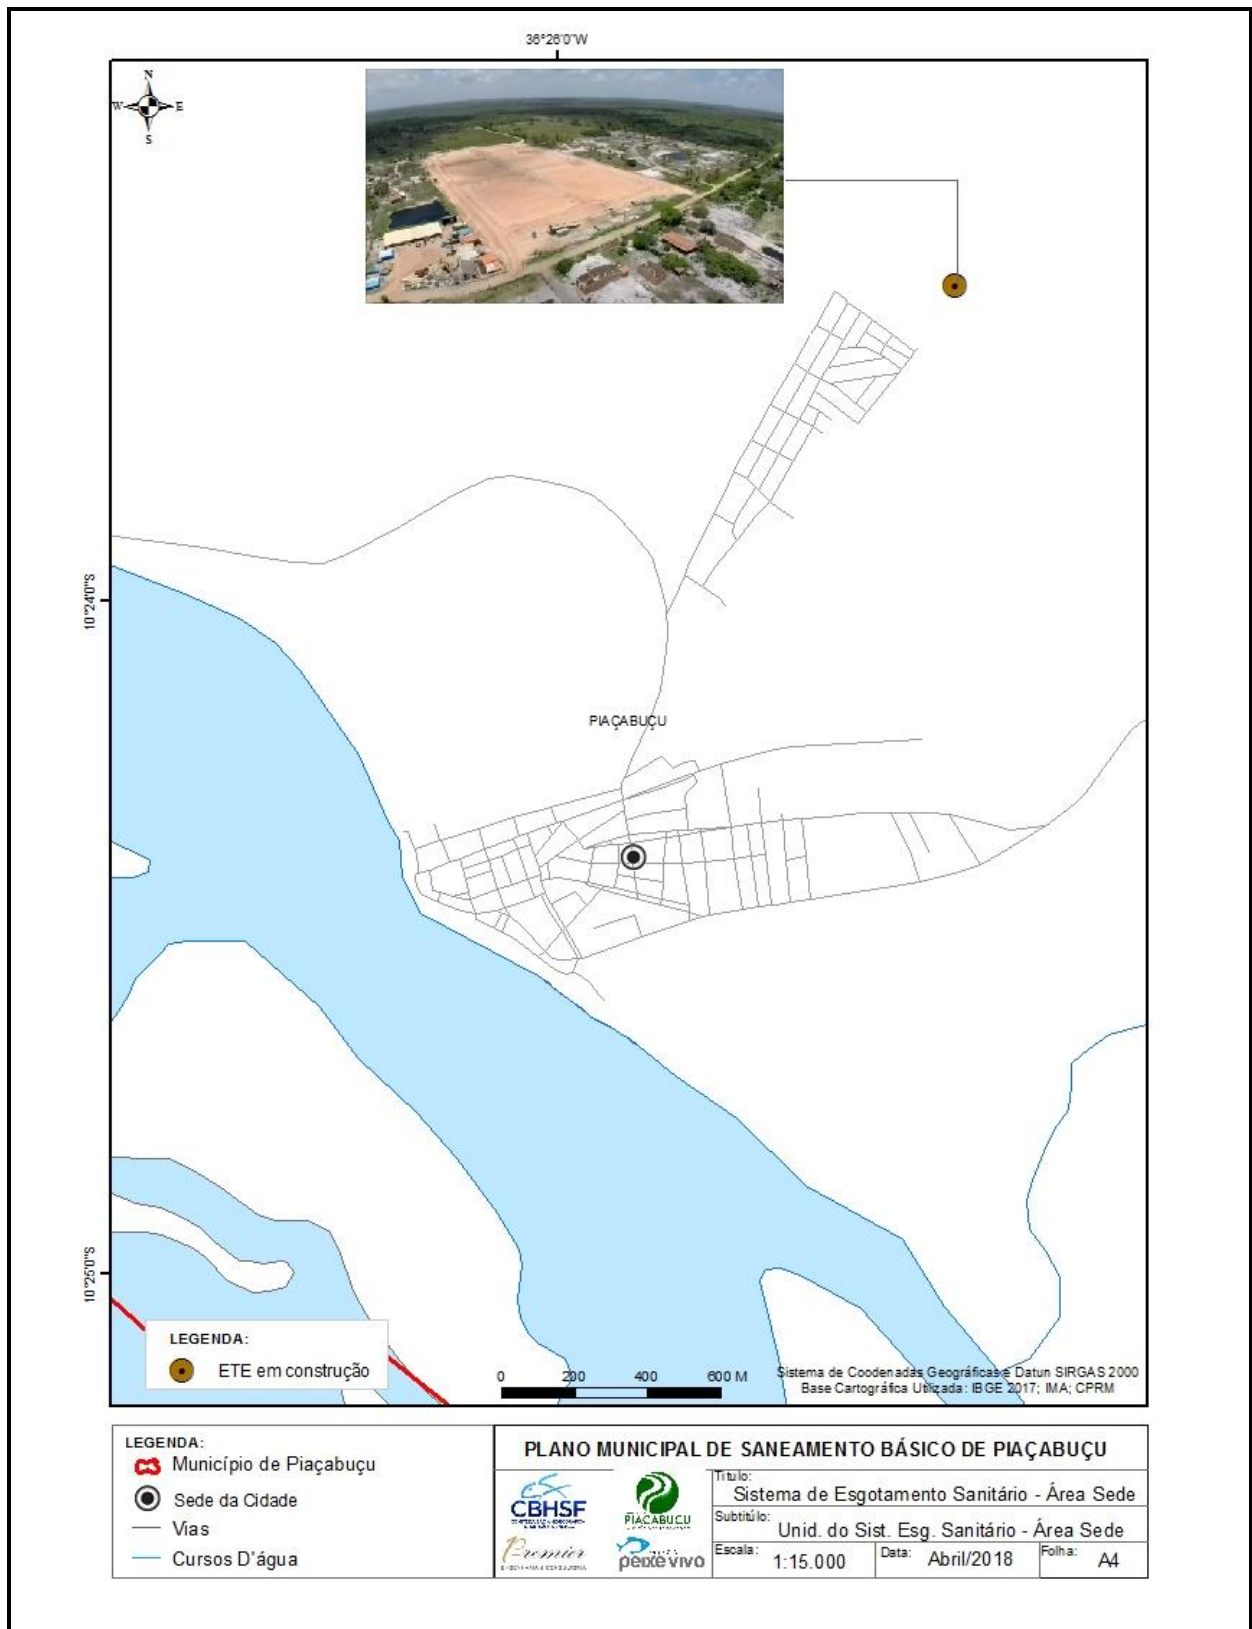 36°26'0"W
N
W E
S
10°24'0"S
PIAÇABUÇU
10°25'0"S
LEGENDA:
ETE em construção
0 200 400 600 M
Sistema de Coodenadas Geográficas e Datun SIRGAS 2000
Base Cartográfica Utilizada: IBGE 2017; IMA; CPRM
LEGENDA:
Município de Piaçabuçu
Sede da Cidade
Vias
Cursos D'água
PLANO MUNICIPAL DE SANEAMENTO BÁSICO DE PIAÇABUÇU
CBHSF
PIAÇABUÇU
Premier
ENGENHARIA E CONSULTORIA
peixe vivo
Título:
Sistema de Esgotamento Sanitário - Área Sede
Subtitúlo:
Unid. do Sist. Esg. Sanitário - Área Sede
Escala:
1:15.000
Data:
Abril/2018
Folha:
A4